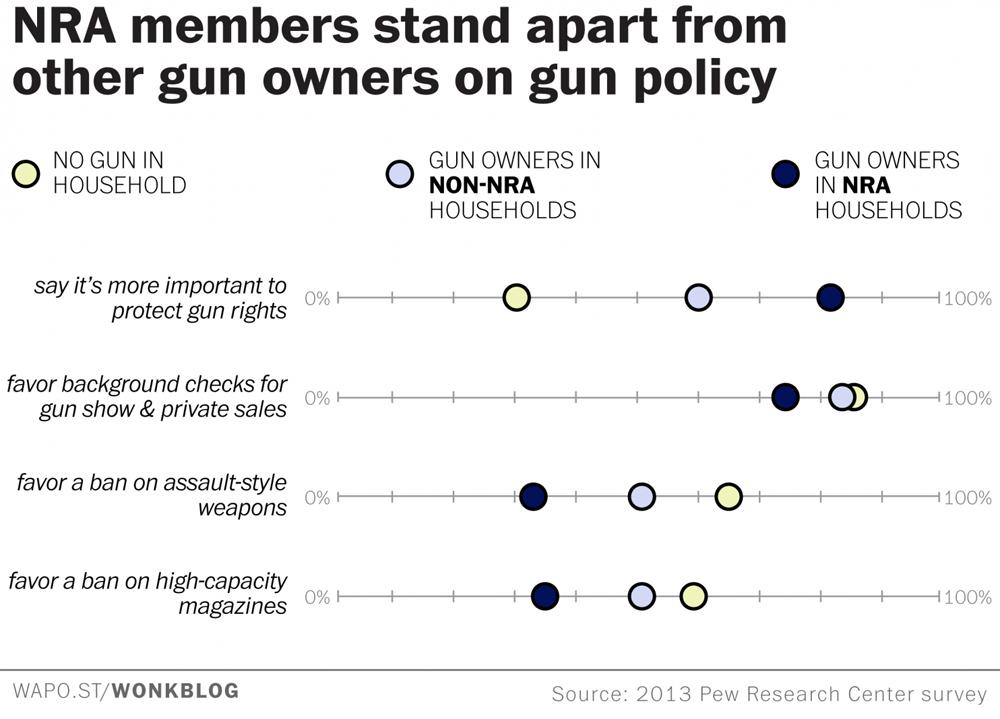 NRA members stand apart from
other gun owners on gun policy
NO GUN IN
HOUSEHOLD
GUN OWNERS IN
NON-NRA
HOUSEHOLDS
GUN OWNERS
IN NRA
HOUSEHOLDS
say it's more important to
protect gun rights
0% 100%
favor background checks for
gun show & private sales
0% 100%
favor a ban on assault-style
weapons
0% 100%
favor a ban on high-capacity
magazines
0% 100%
WAPO.ST/WONKBLOG
Source: 2013 Pew Research Center survey